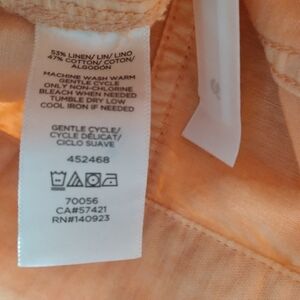 53% LINEN/ LIN/ LINO
47% COTTON/ COTON/
ALGODON
MACHINE WASH WARM
GENTLE CYCLE
ONLY NON-CHLORINE
BLEACH WHEN NEEDED
TUMBLE DRY LOW
COOL IRON IF NEEDED
GENTLE CYCLE/
CYCLE DÉLICAT/
CICLO SUAVE
452468
70056
CA#57421
RN#140923